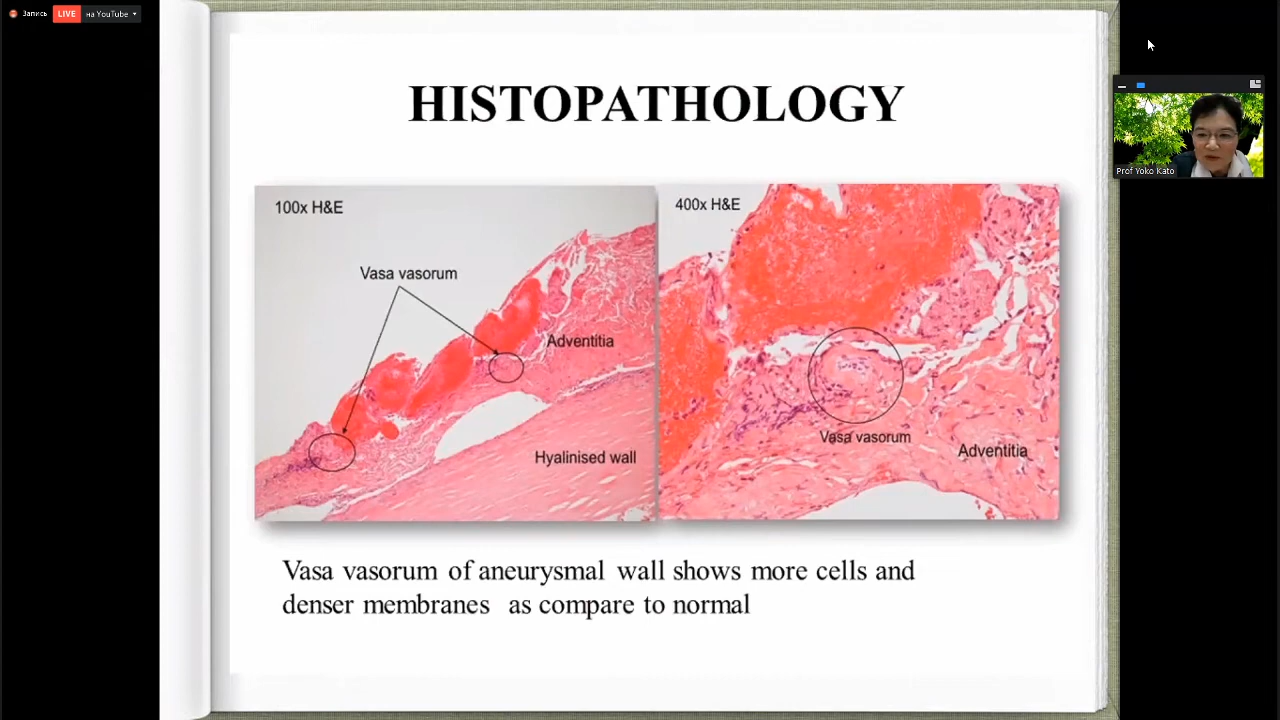 Запись LIVE на YouTube
HISTOPATHOLOGY
100x H&E
Vasa vasorum
Adventitia
Hyalinised wall
400x H&E
Vasa vasorum
Adventitia
Vasa vasorum of aneurysmal wall shows more cells and
denser membranes as compare to normal
Prof Yoko Kato